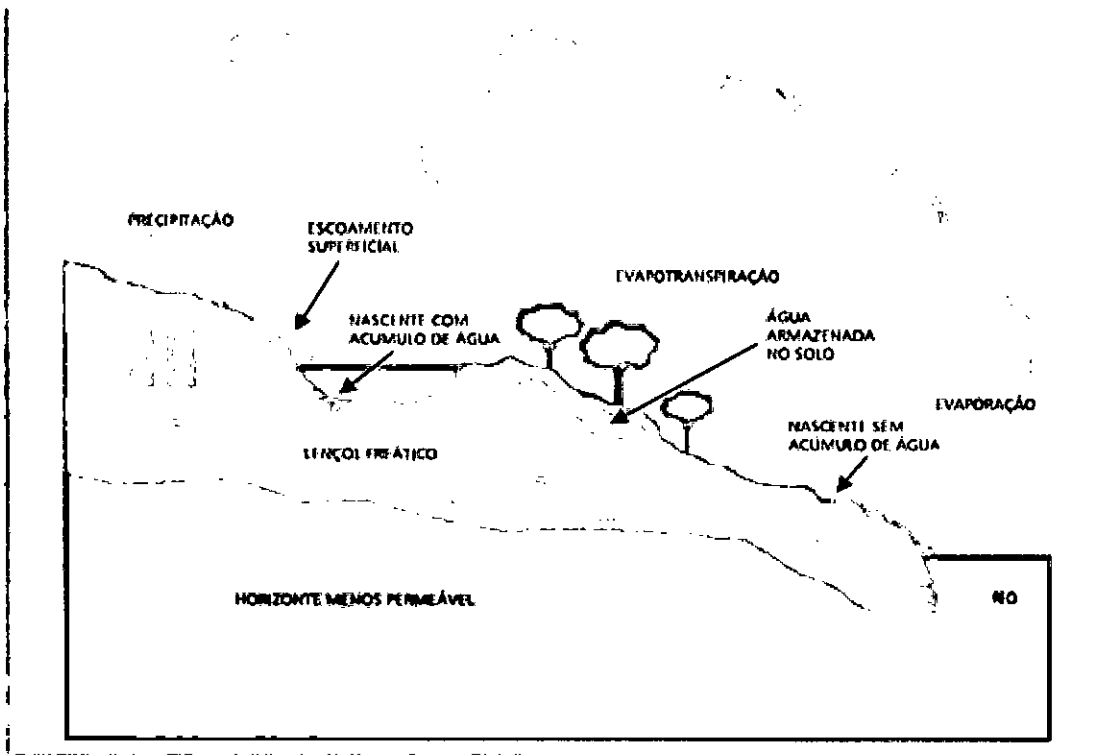 PRECIPITAÇÃO
ESCOAMENTO
SUPERFICIAL
EVAPOTRANSPIRAÇÃO
NASCENTE COM
ACUMULO DE ÁGUA
ÁGUA
ARMAZENADA
NO SOLO
EVAPORAÇÃO
NASCENTE SEM
ACÚMULO DE ÁGUA
LENÇOL FREÁTICO
HORIZONTE MENOS PERMEÁVEL
RIO